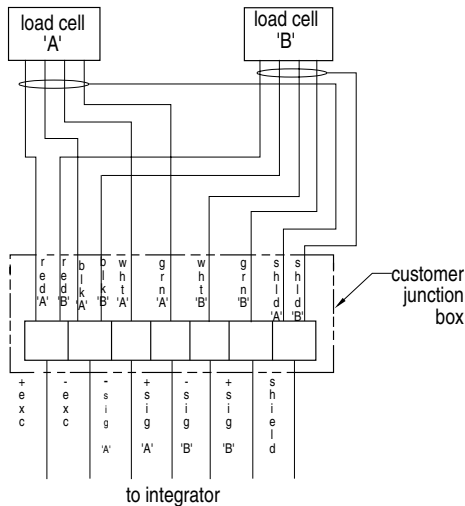 load cell
'A'
load cell
'B'
red 'A'
red 'B'
blk 'A'
blk 'B'
wht 'A'
grn 'A'
wht 'B'
grn 'B'
shld 'A'
shld 'B'
customer
junction
box
+exc
-exc
-sig 'A'
+sig 'A'
-sig 'B'
+sig 'B'
shield
to integrator